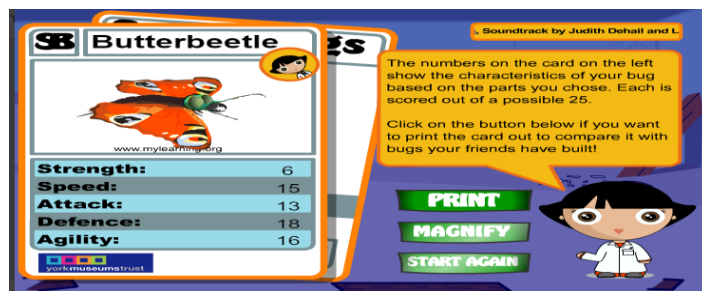 SB Butterbeetle
gs
. Soundtrack by Judith Dehail and L
The numbers on the card on the left
show the characteristics of your bug
based on the parts you chose. Each is
scored out of a possible 25.
Click on the button below if you want
to print the card out to compare it with
bugs your friends have built!
www.mylearning.org
Strength: 6
Speed: 15
Attack: 13
Defence: 18
Agility: 16
yorkmuseumstrust
PRINT
MAGNIFY
START AGAIN